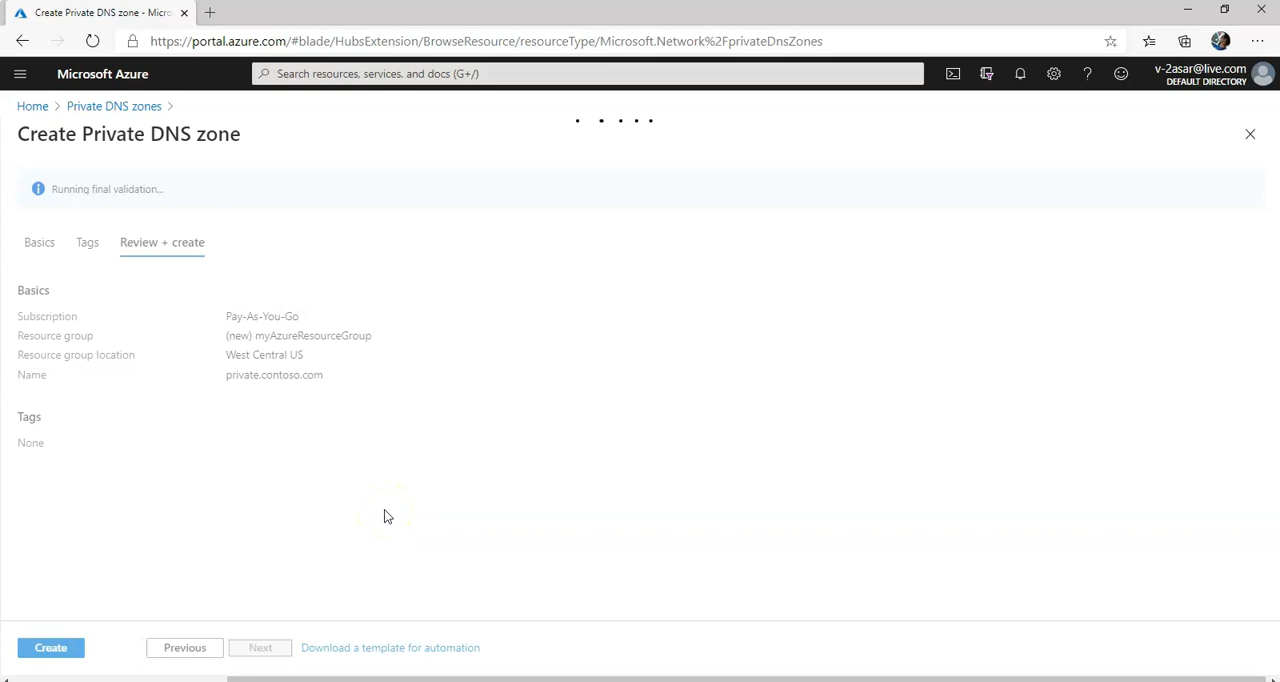 Create Private DNS zone - Micro
https://portal.azure.com/#blade/HubsExtension/BrowseResource/resourceType/Microsoft.Network%2FprivateDnsZones
Microsoft Azure
Search resources, services, and docs (G+/)
v-2asar@live.com
DEFAULT DIRECTORY
Home > Private DNS zones >
Create Private DNS zone
Running final validation...
Basics Tags Review + create
Basics
Subscription Pay-As-You-Go
Resource group (new) myAzureResourceGroup
Resource group location West Central US
Name private.contoso.com
Tags
None
Create Previous Next Download a template for automation